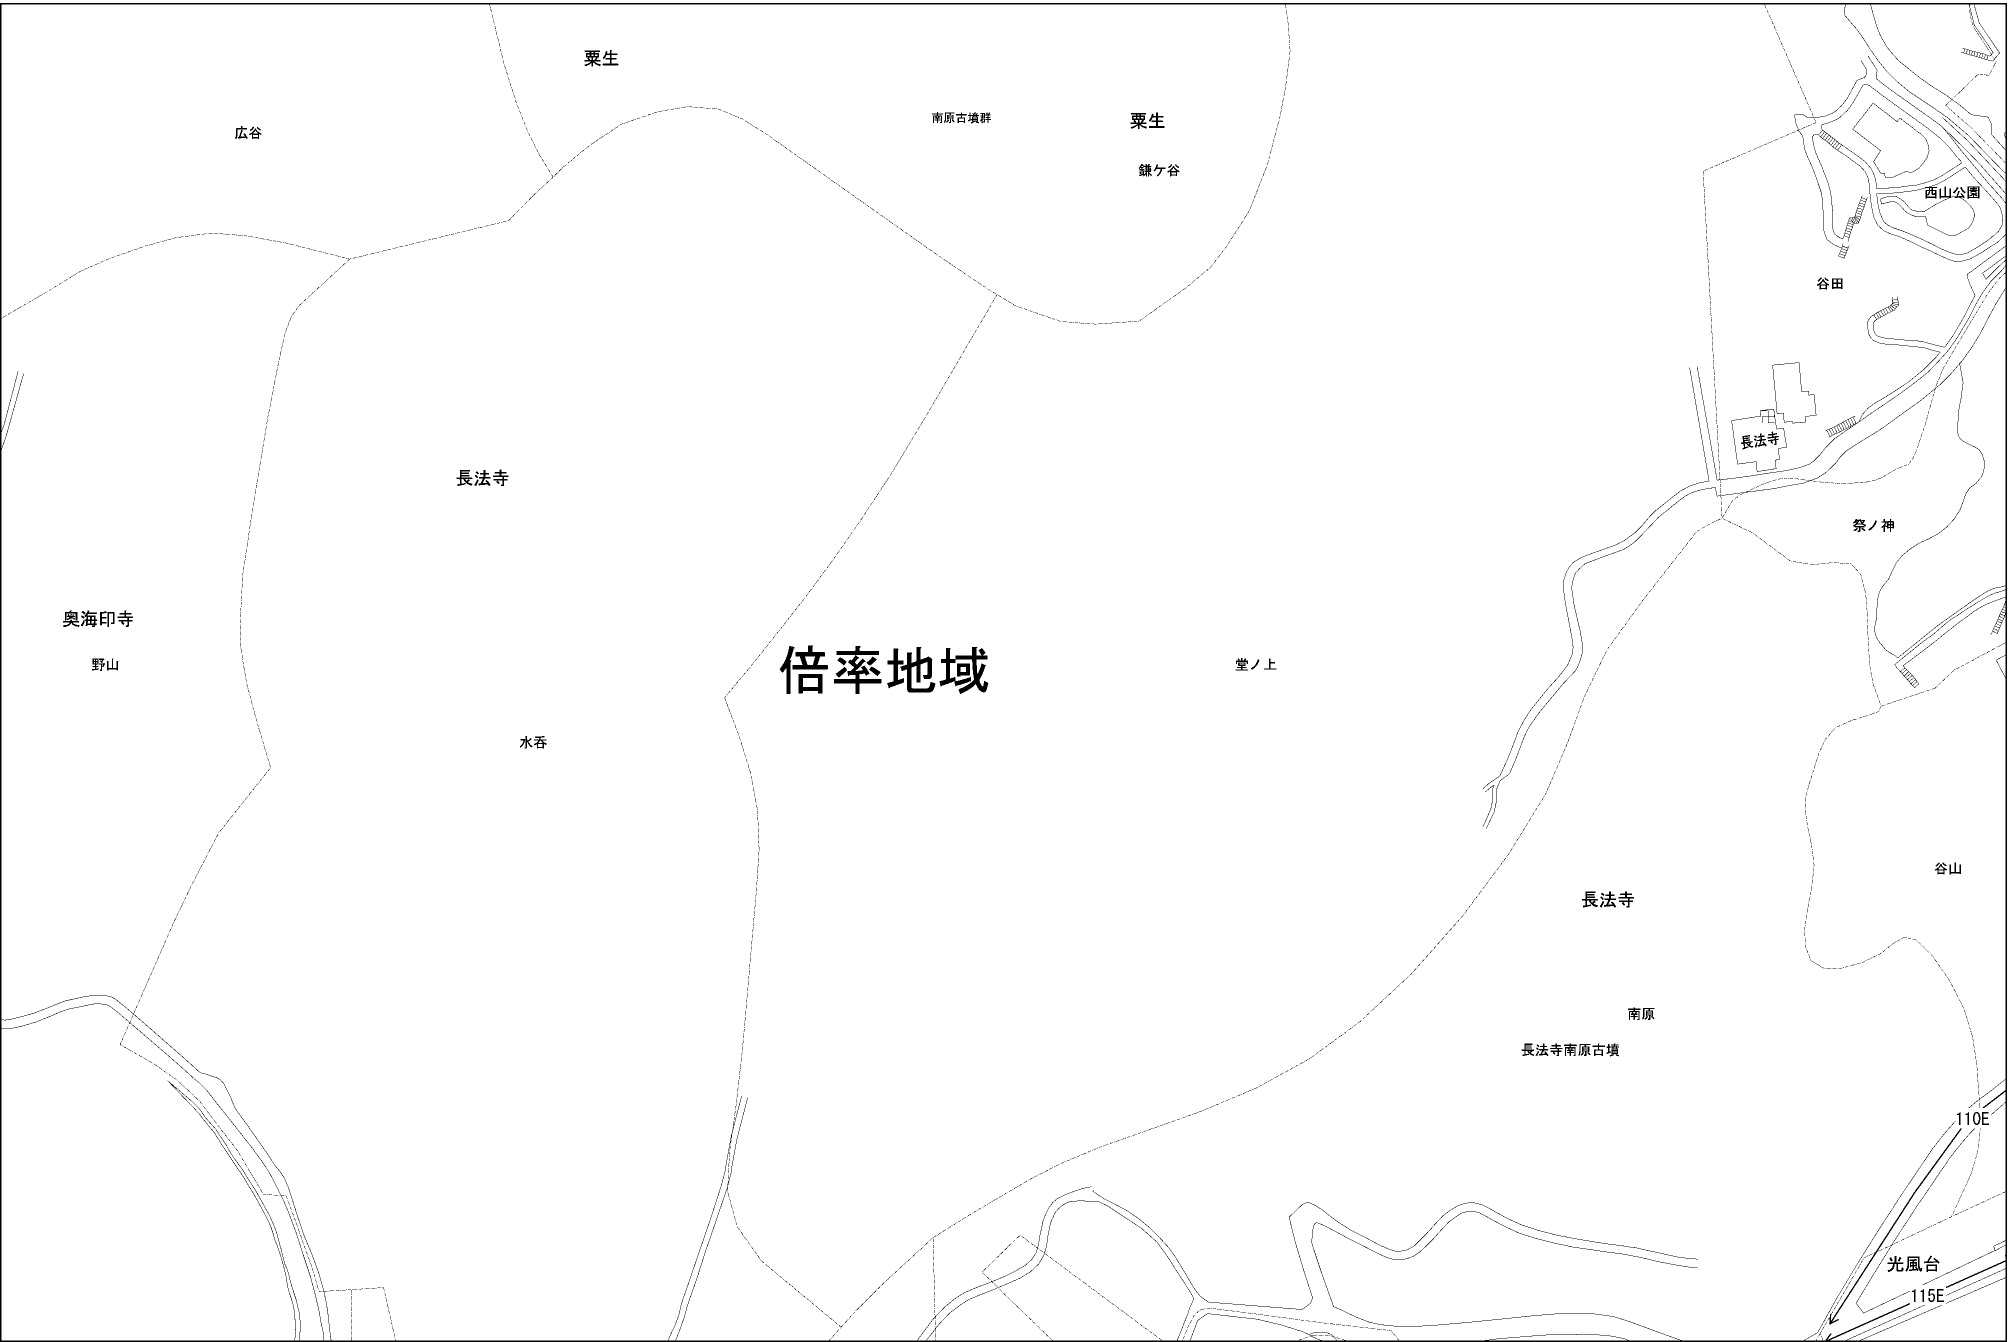 粟生
南原古墳群
粟生
広谷
鎌ケ谷
西山公園
谷田
長法寺
長法寺
祭ノ神
奥海印寺
野山
倍率地域
堂ノ上
水呑
谷山
長法寺
南原
長法寺南原古墳
110E
光風台
115E